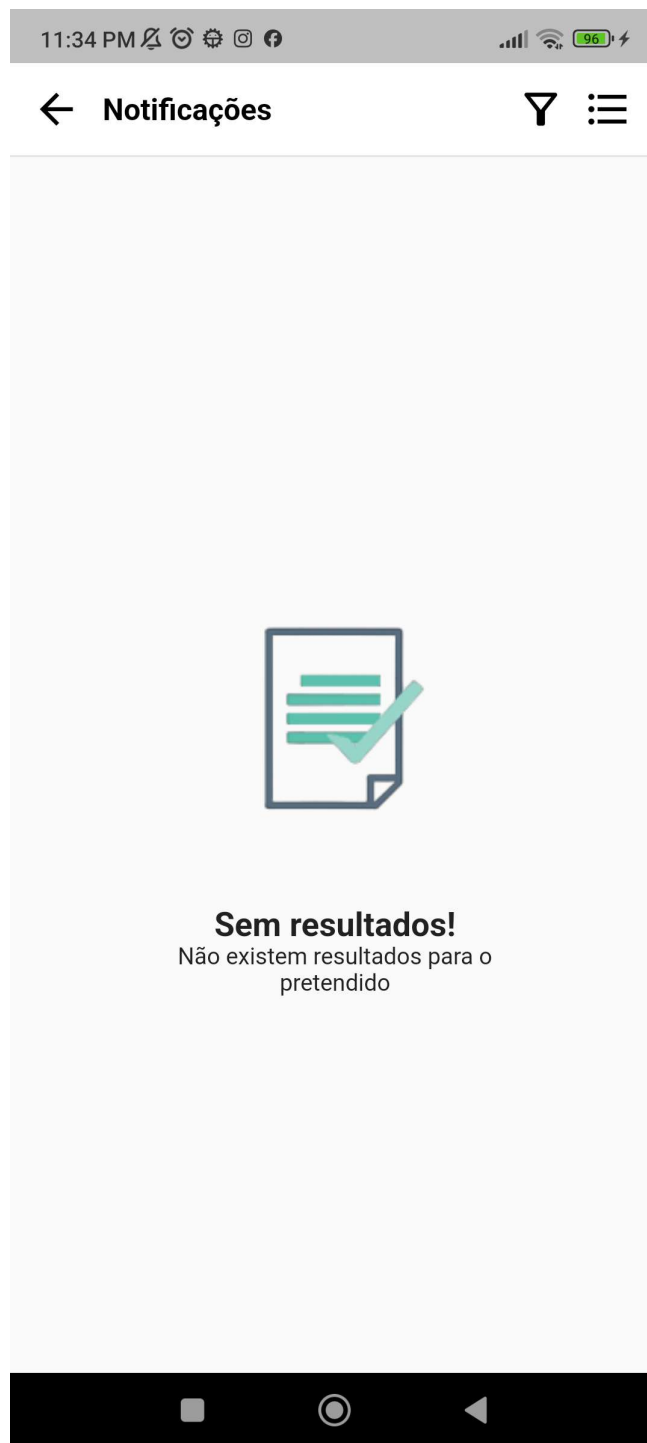 11:34 PM 96
Notificações
Sem resultados!
Não existem resultados para o
pretendido